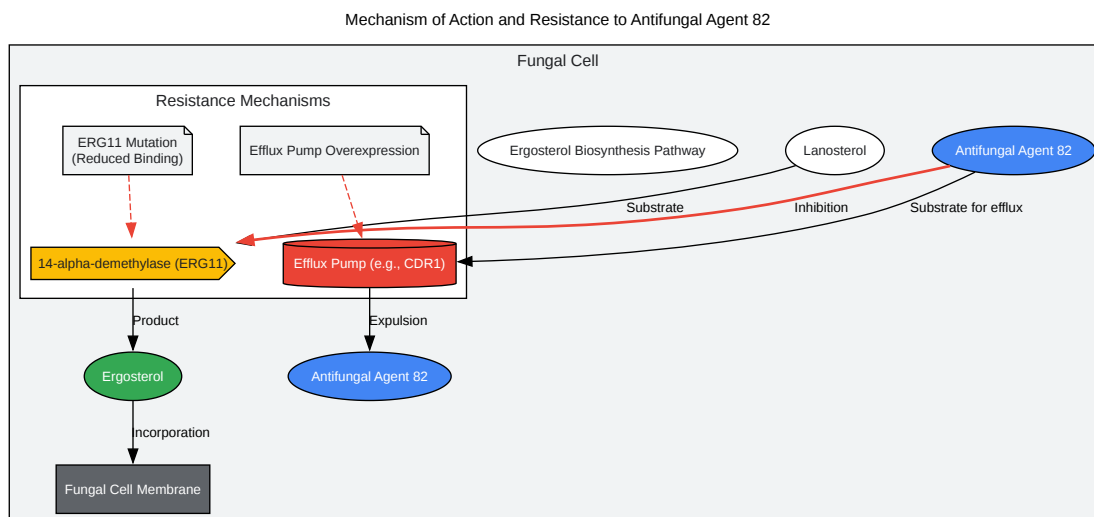 Mechanism of Action and Resistance to Antifungal Agent 82
Fungal Cell
Resistance Mechanisms
ERG11 Mutation
(Reduced Binding)
Efflux Pump Overexpression
Ergosterol Biosynthesis Pathway
Lanosterol
Antifungal Agent 82
Substrate
Inhibition
Substrate for efflux
14-alpha-demethylase (ERG11)
Efflux Pump (e.g., CDR1)
Product
Expulsion
Ergosterol
Antifungal Agent 82
Incorporation
Fungal Cell Membrane